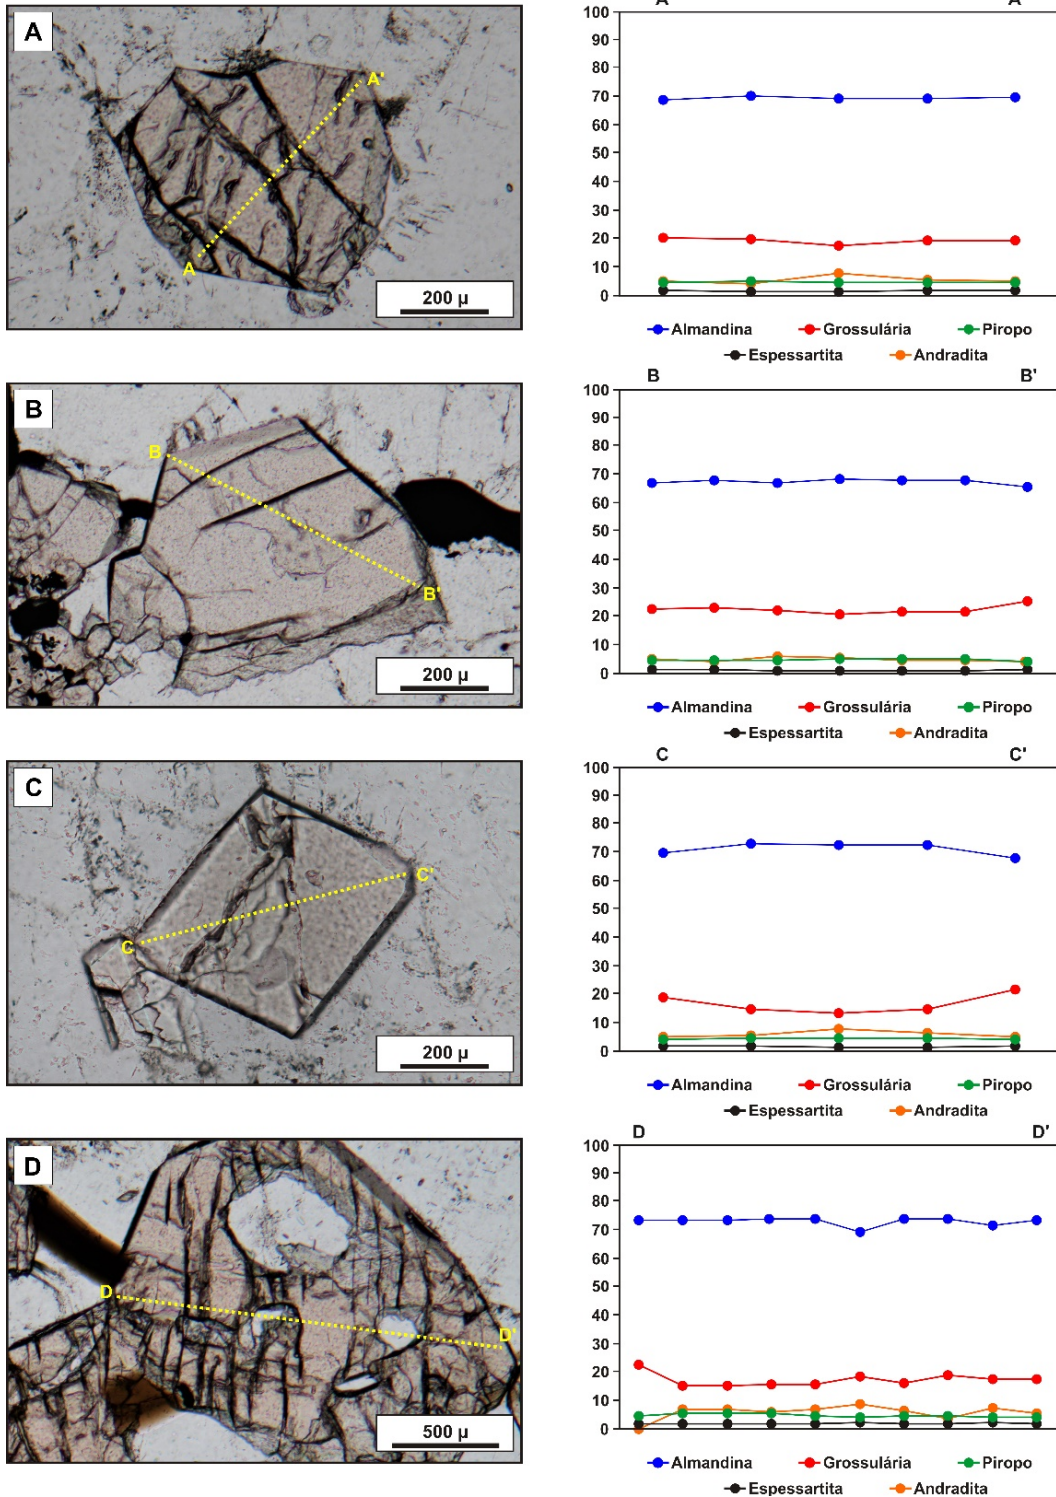 A
A'
A
200 µ
A
A'
100
90
80
70
60
50
40
30
20
10
0
Almandina
Grossulária
Piropo
Espessartita
Andradita
B
B
B'
200 µ
B
B'
100
90
80
70
60
50
40
30
20
10
0
Almandina
Grossulária
Piropo
Espessartita
Andradita
C
C'
C
200 µ
C
C'
100
90
80
70
60
50
40
30
20
10
0
Almandina
Grossulária
Piropo
Espessartita
Andradita
D
D
D'
500 µ
D
D'
100
90
80
70
60
50
40
30
20
10
0
Almandina
Grossulária
Piropo
Espessartita
Andradita